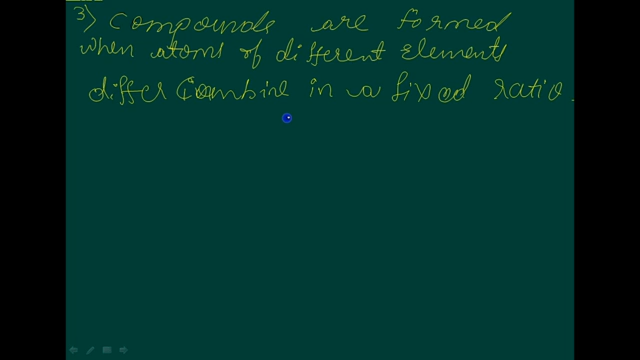 3) Compounds are formed
when atoms of different Elements
differ Combine in a fixed ratio.